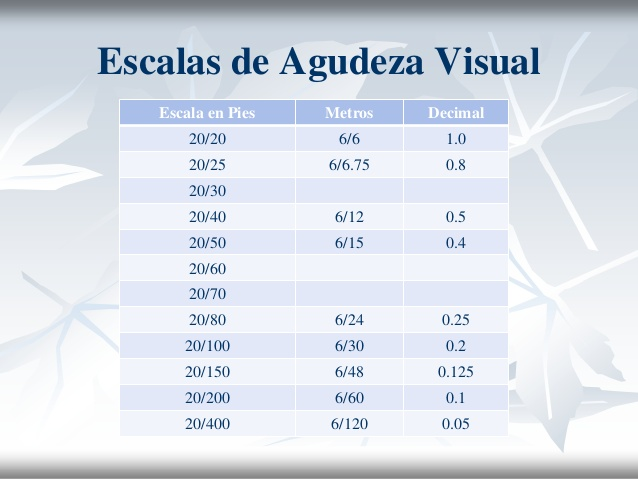 Escalas de Agudeza Visual
Escala en Pies Metros Decimal
20/20 6/6 1.0
20/25 6/6.75 0.8
20/30
20/40 6/12 0.5
20/50 6/15 0.4
20/60
20/70
20/80 6/24 0.25
20/100 6/30 0.2
20/150 6/48 0.125
20/200 6/60 0.1
20/400 6/120 0.05